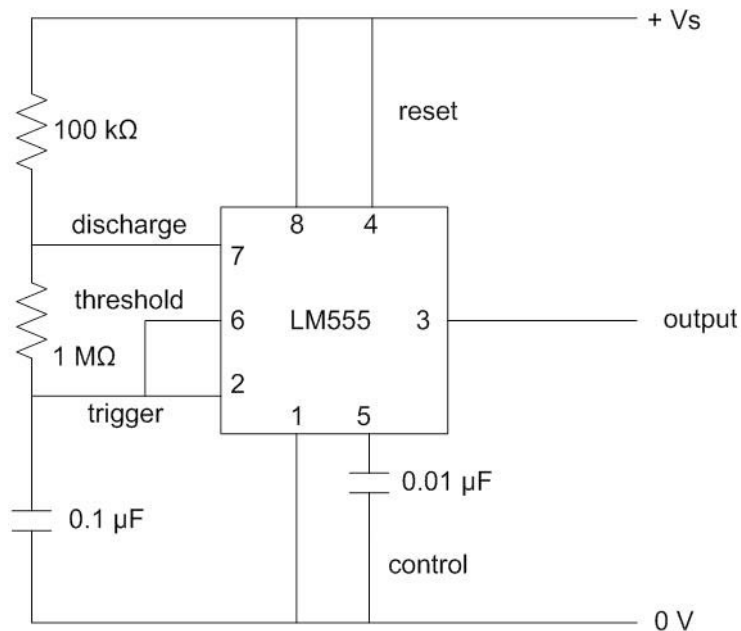 + Vs
reset
100 kΩ
discharge
8
4
7
threshold
6
LM555
3
output
1 MΩ
2
trigger
1
5
0.01 µF
0.1 µF
control
0 V